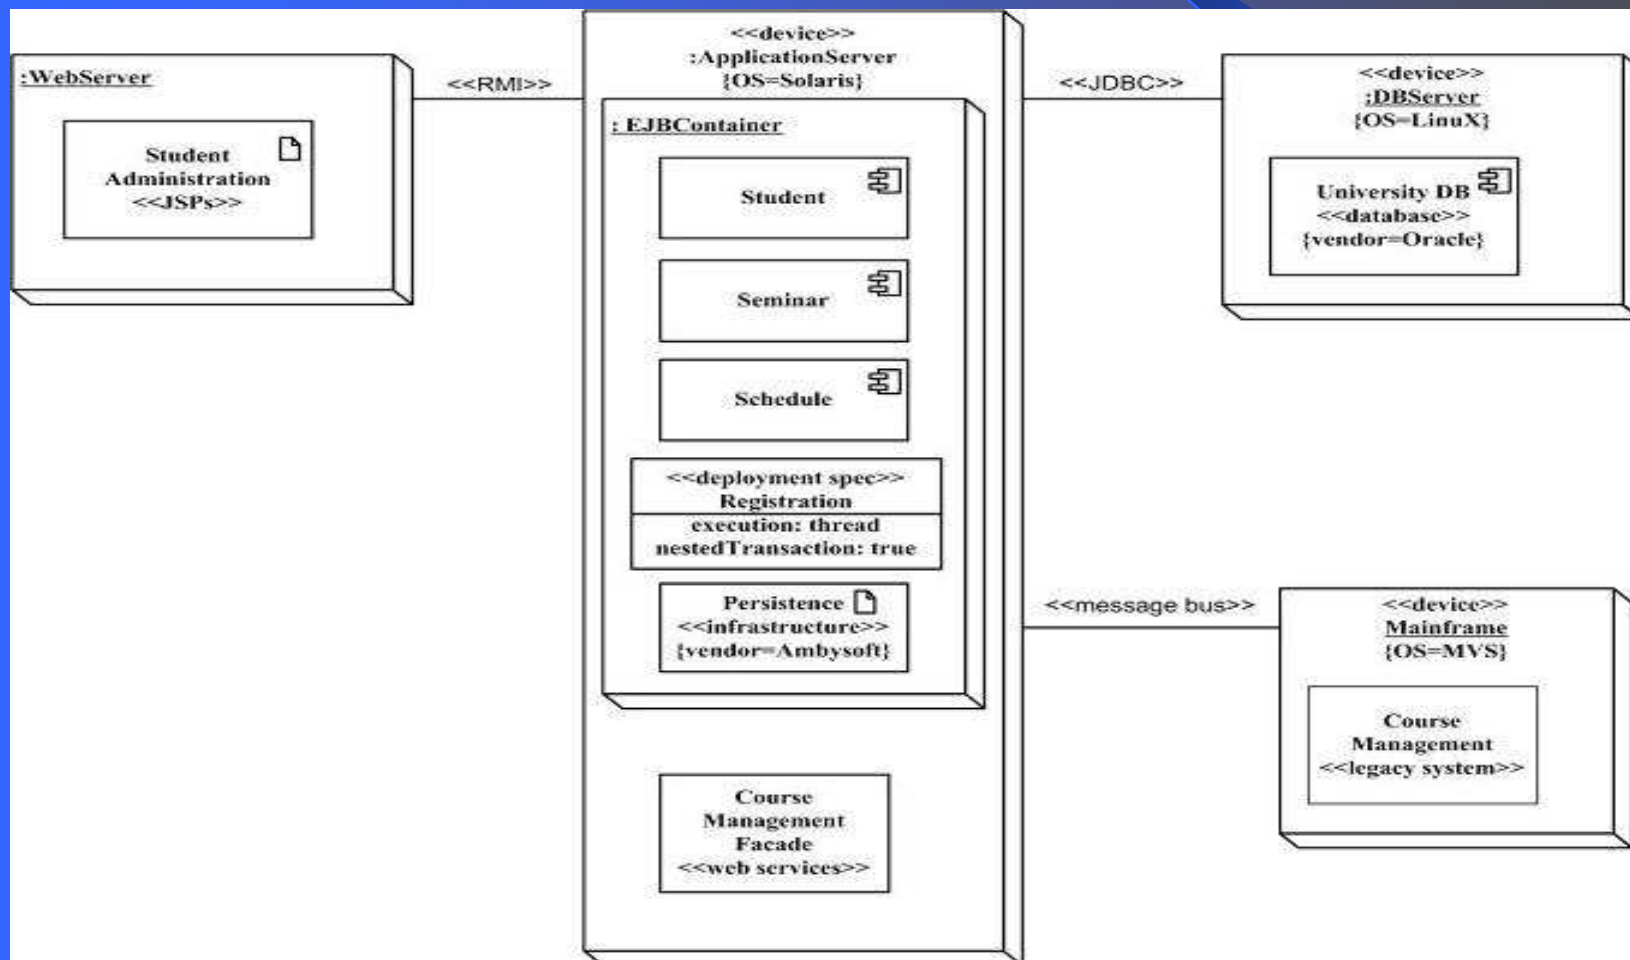 :WebServer
Student
Administration
<<JSPs>>
<<RMI>>
<<device>>
:ApplicationServer
{OS=Solaris}
: EJBContainer
Student
Seminar
Schedule
<<deployment spec>>
Registration
execution: thread
nestedTransaction: true
Persistence
<<infrastructure>>
{vendor=Ambysoft}
Course
Management
Facade
<<web services>>
<<JDBC>>
<<device>>
:DBServer
{OS=LinuX}
University DB
<<database>>
{vendor=Oracle}
<<message bus>>
<<device>>
Mainframe
{OS=MVS}
Course
Management
<<legacy system>>